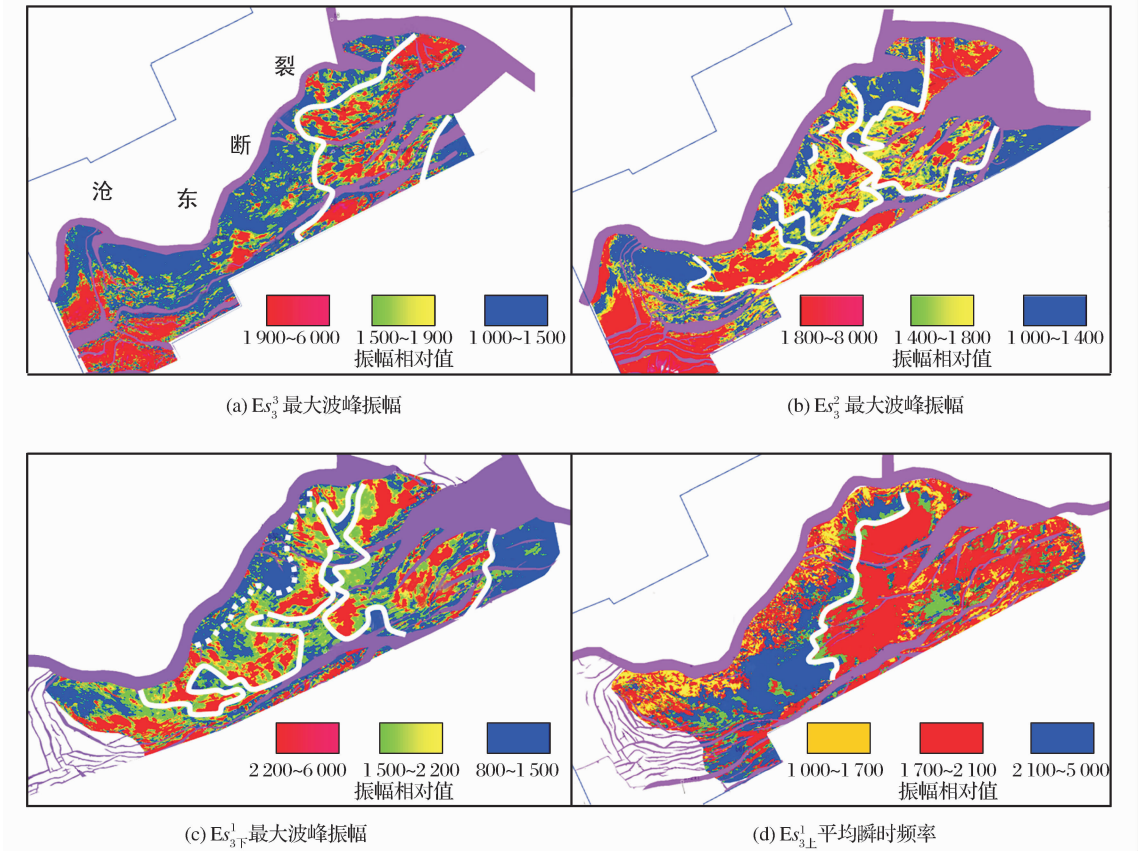 裂
断
沧 东
1 900~6 000 1 500~1 900 1 000~1 500
振幅相对值
1 800~8 000 1 400~1 800 1 000~1 400
振幅相对值
(a) Es₃³ 最大波峰振幅
(b) Es₃² 最大波峰振幅
2 200~6 000 1 500~2 200 800~1 500
振幅相对值
1 000~1 700 1 700~2 100 2 100~5 000
振幅相对值
(c) Es¹₃下最大波峰振幅
(d) Es¹₃上平均瞬时频率